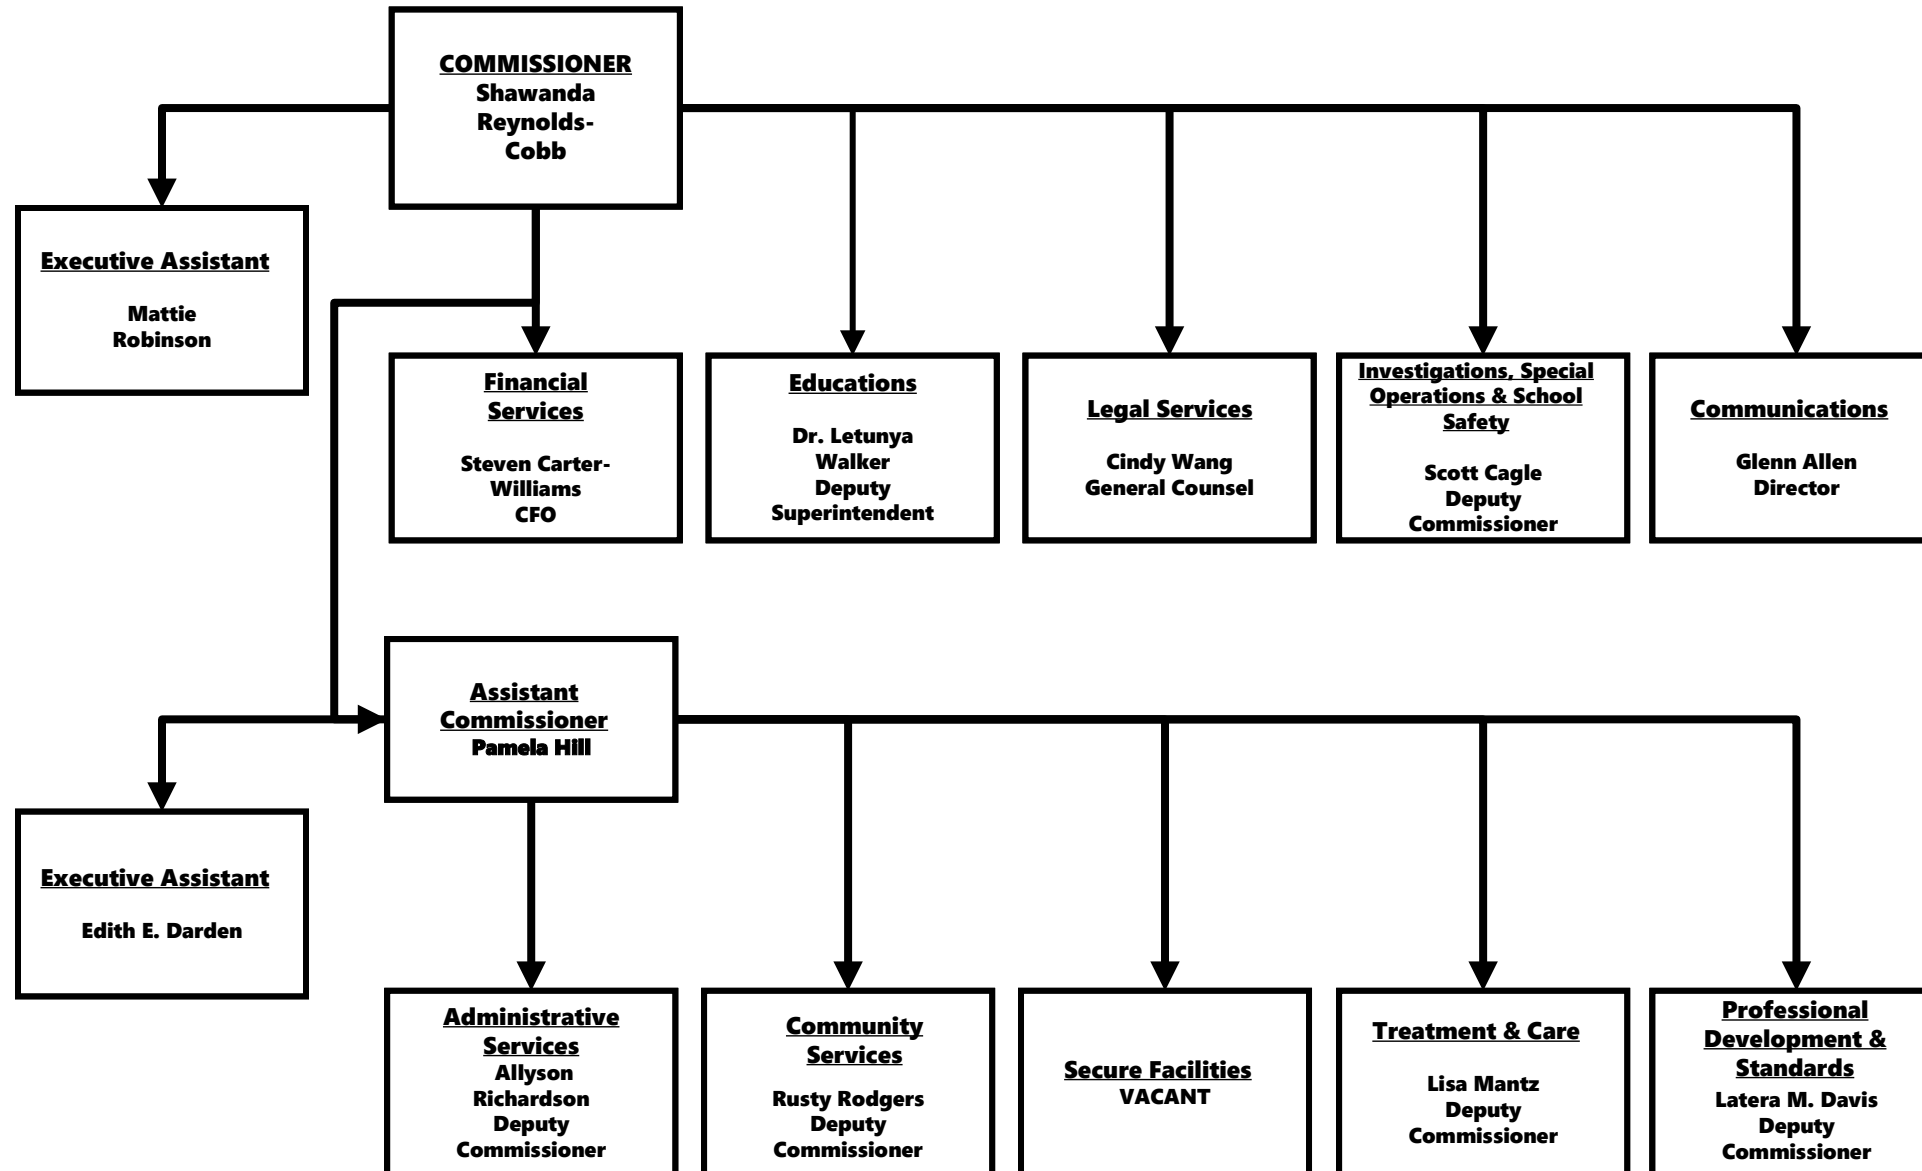 COMMISSIONER
Shawanda
Reynolds-
Cobb
Executive Assistant
Mattie
Robinson
Financial
Services
Steven Carter-
Williams
CFO
Educations
Dr. Letunya
Walker
Deputy
Superintendent
Legal Services
Cindy Wang
General Counsel
Investigations, Special
Operations & School
Safety
Scott Cagle
Deputy
Commissioner
Communications
Glenn Allen
Director
Assistant
Commissioner
Pamela Hill
Executive Assistant
Edith E. Darden
Administrative
Services
Allyson
Richardson
Deputy
Commissioner
Community
Services
Rusty Rodgers
Deputy
Commissioner
Secure Facilities
VACANT
Treatment & Care
Lisa Mantz
Deputy
Commissioner
Professional
Development &
Standards
Latera M. Davis
Deputy
Commissioner